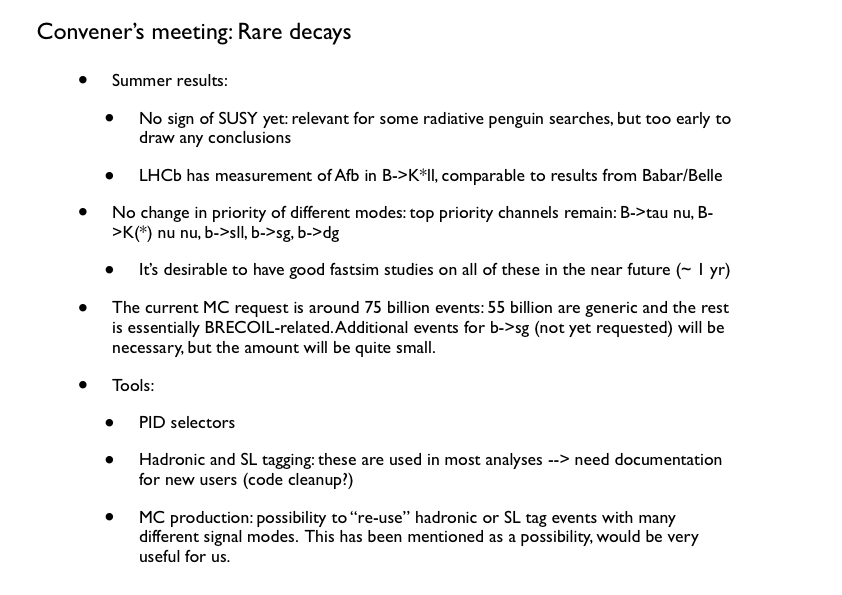 Convener’s meeting: Rare decays
• Summer results:
• No sign of SUSY yet: relevant for some radiative penguin searches, but too early to
draw any conclusions
• LHCb has measurement of Afb in B->K*ll, comparable to results from Babar/Belle
• No change in priority of different modes: top priority channels remain: B->tau nu, B-
>K(*) nu nu, b->sll, b->sg, b->dg
• It’s desirable to have good fastsim studies on all of these in the near future (~ 1 yr)
• The current MC request is around 75 billion events: 55 billion are generic and the rest
is essentially BRECOIL-related. Additional events for b->sg (not yet requested) will be
necessary, but the amount will be quite small.
• Tools:
• PID selectors
• Hadronic and SL tagging: these are used in most analyses --> need documentation
for new users (code cleanup?)
• MC production: possibility to “re-use” hadronic or SL tag events with many
different signal modes. This has been mentioned as a possibility, would be very
useful for us.